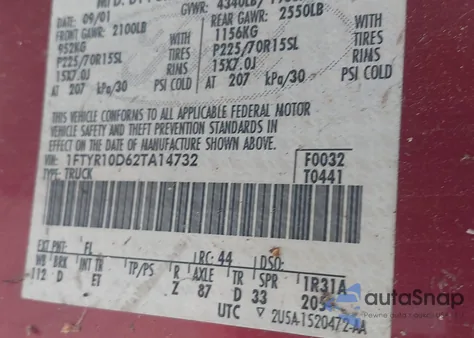 DATE: 09/01 GVWR: 4340LB
FRONT GAWR: 2100LB REAR GAWR: 2550LB
952KG WITH 1156KG WITH
P225/70R15SL TIRES P225/70R15SL TIRES
15X7.0J RIMS 15X7.0J RIMS
AT 207 kPa/30 PSI COLD AT 207 kPa/30 PSI COLD
THIS VEHICLE CONFORMS TO ALL APPLICABLE FEDERAL MOTOR
VEHICLE SAFETY AND THEFT PREVENTION STANDARDS IN
EFFECT ON THE DATE OF MANUFACTURE SHOWN ABOVE.
VIN: 1FTYR10D62TA14732 F0032
TYPE: TRUCK T0441
EXT PNT: FL RC: 44 DSO:
WB BRK INT TR TP/PS R AXLE TR SPR 1R31A
112 D ET Z 87 D 33 205
UTC ▽ 2U5A-1520472-AA
autoSnap